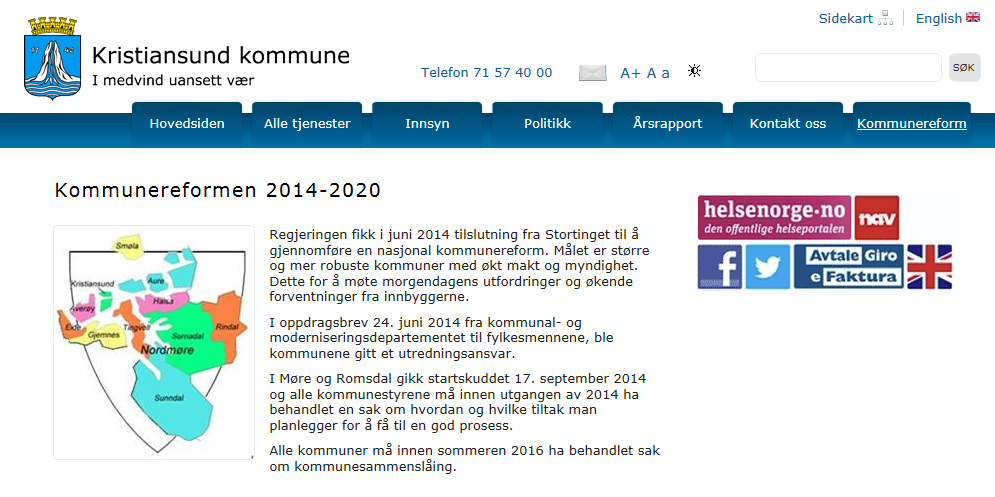 Sidekart
English
17 42
Kristiansund kommune
I medvind uansett vær
Telefon 71 57 40 00
A+ A a
SØK
Hovedsiden
Alle tjenester
Innsyn
Politikk
Årsrapport
Kontakt oss
Kommunereform
Kommunereformen 2014-2020
Smøla
Aure
Kristiansund
Halsa
Averøy
Eide
Tingvoll
Rindal
Gjemnes
Surnadal
Nordmøre
Sunndal
Regjeringen fikk i juni 2014 tilslutning fra Stortinget til å
gjennomføre en nasjonal kommunereform. Målet er større
og mer robuste kommuner med økt makt og myndighet.
Dette for å møte morgendagens utfordringer og økende
forventninger fra innbyggerne.
I oppdragsbrev 24. juni 2014 fra kommunal- og
moderniseringsdepartementet til fylkesmennene, ble
kommunene gitt et utredningsansvar.
I Møre og Romsdal gikk startskuddet 17. september 2014
og alle kommunestyrene må innen utgangen av 2014 ha
behandlet en sak om hvordan og hvilke tiltak man
planlegger for å få til en god prosess.
Alle kommuner må innen sommeren 2016 ha behandlet sak
om kommunesammenslåing.
helsenorge.no
den offentlige helseportalen
nav
f
Avtale Giro
eFaktura